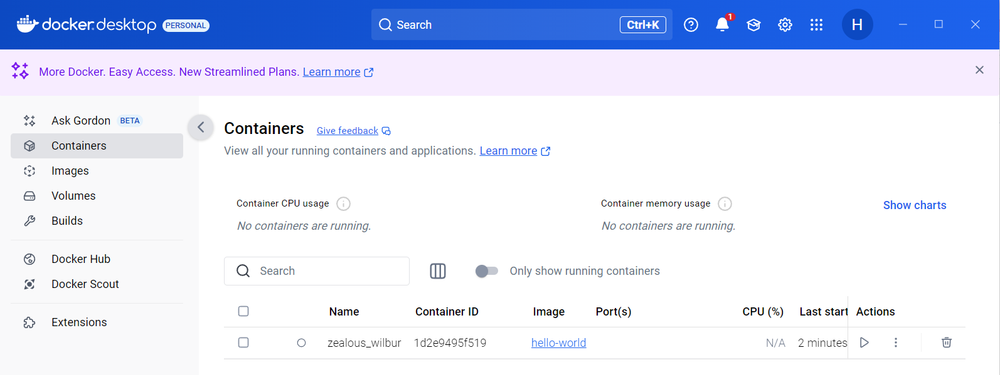 docker.desktop PERSONAL Search Ctrl+K 1 H
More Docker. Easy Access. New Streamlined Plans. Learn more
Ask Gordon BETA
Containers
Images
Volumes
Builds
Docker Hub
Docker Scout
Extensions
Containers Give feedback
View all your running containers and applications. Learn more
Container CPU usage
No containers are running.
Container memory usage
No containers are running.
Show charts
Search Only show running containers
Name Container ID Image Port(s) CPU (%) Last start Actions
zealous_wilbur 1d2e9495f519 hello-world N/A 2 minutes